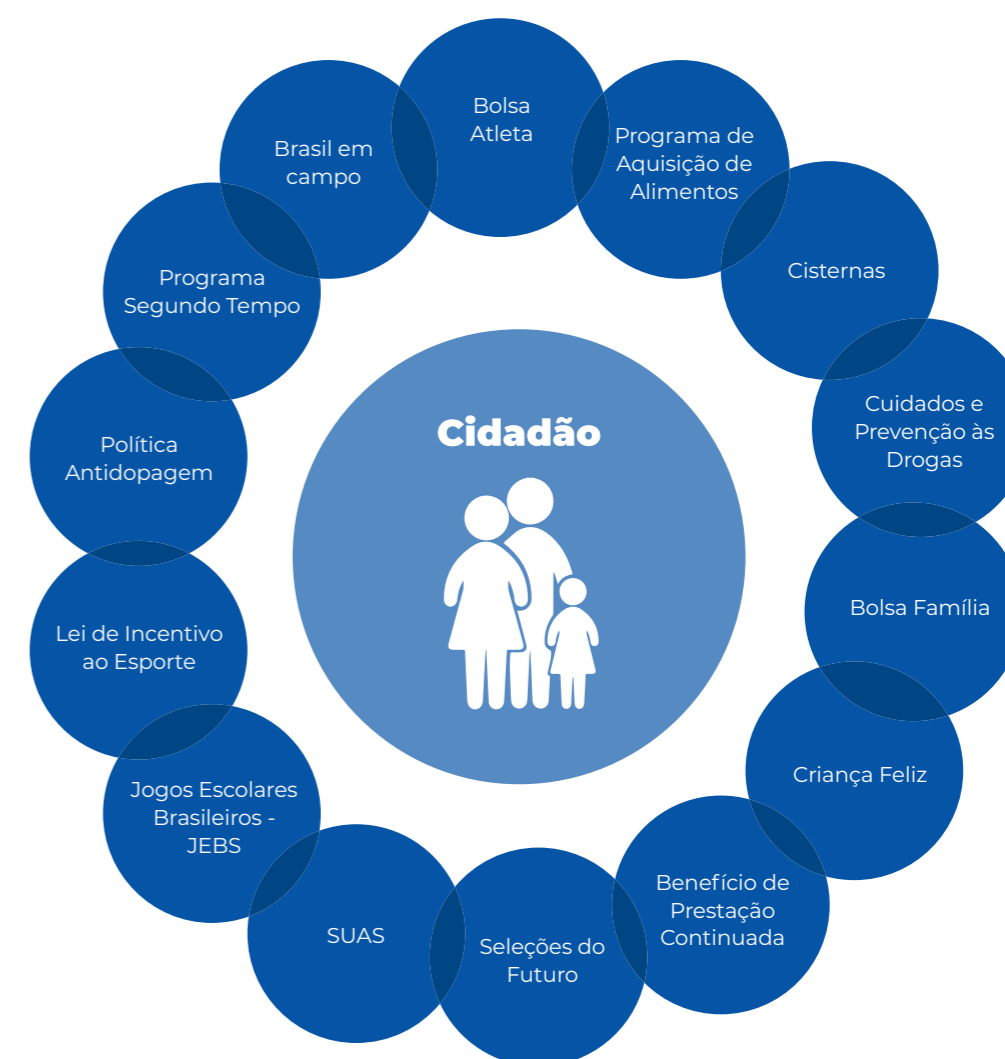 Bolsa
Atleta
Programa de
Aquisição de
Alimentos
Cisternas
Cuidados e
Prevenção às
Drogas
Bolsa Família
Criança Feliz
Benefício de
Prestação
Continuada
Seleções do
Futuro
SUAS
Jogos Escolares
Brasileiros -
JEBS
Lei de Incentivo
ao Esporte
Política
Antidopagem
Programa
Segundo Tempo
Brasil em
campo
Cidadão